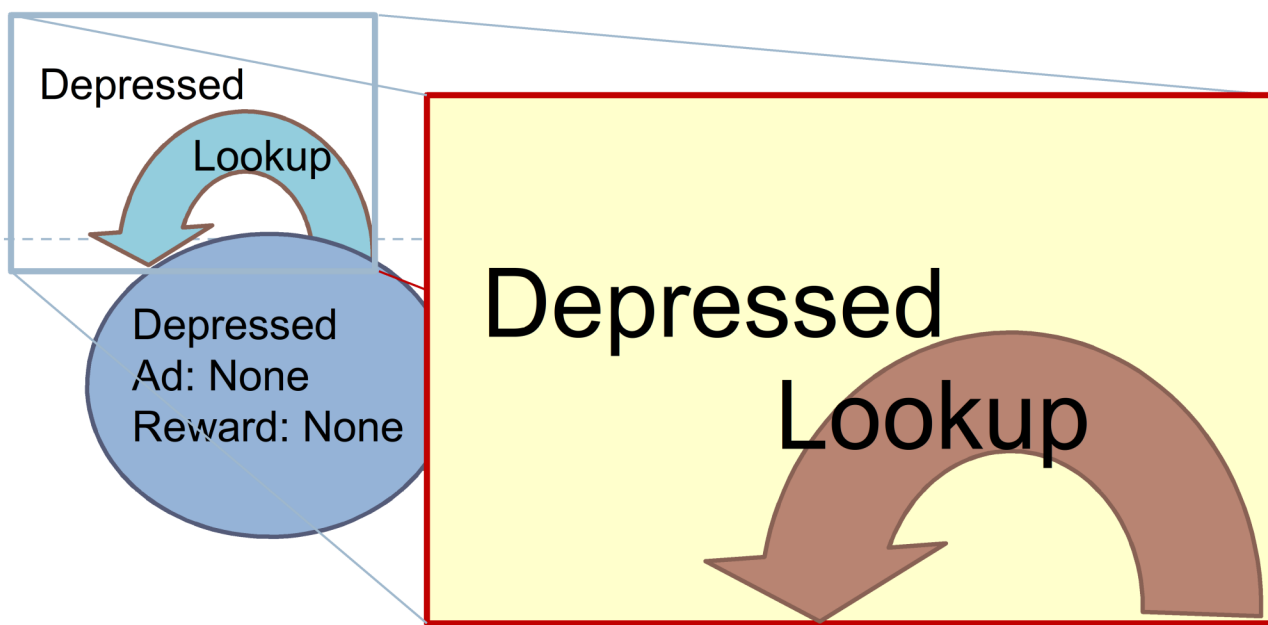 Depressed
Lookup
Depressed
Ad: None
Reward: None
Depressed
Lookup